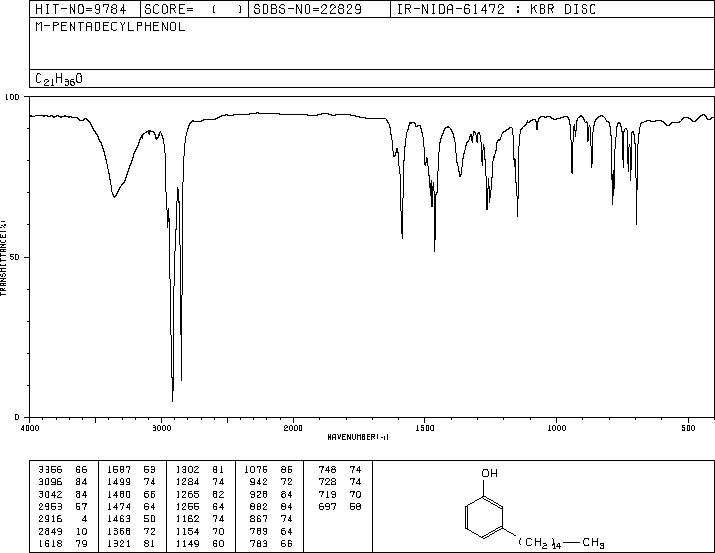 HIT-NO=9784 SCORE= ( ) SDBS-NO=22829 IR-NIDA-61472 : KBR DISC
M-PENTADECYLPHENOL
C21H36O
100
TRANSMITTANCE(%)
50
0
4000 3000 2000 1500 1000 500
WAVENUMBER(-1)
3356 66 1587 53 1302 81 1076 86 748 74
3096 84 1499 74 1284 74 942 72 728 74
3042 84 1480 66 1265 62 928 84 719 70
2953 57 1474 64 1255 64 882 84 697 58
2916 4 1463 50 1162 74 867 74
2849 10 1368 72 1154 70 789 64
1618 79 1321 81 1149 60 783 66
OH
(CH2)14 CH3